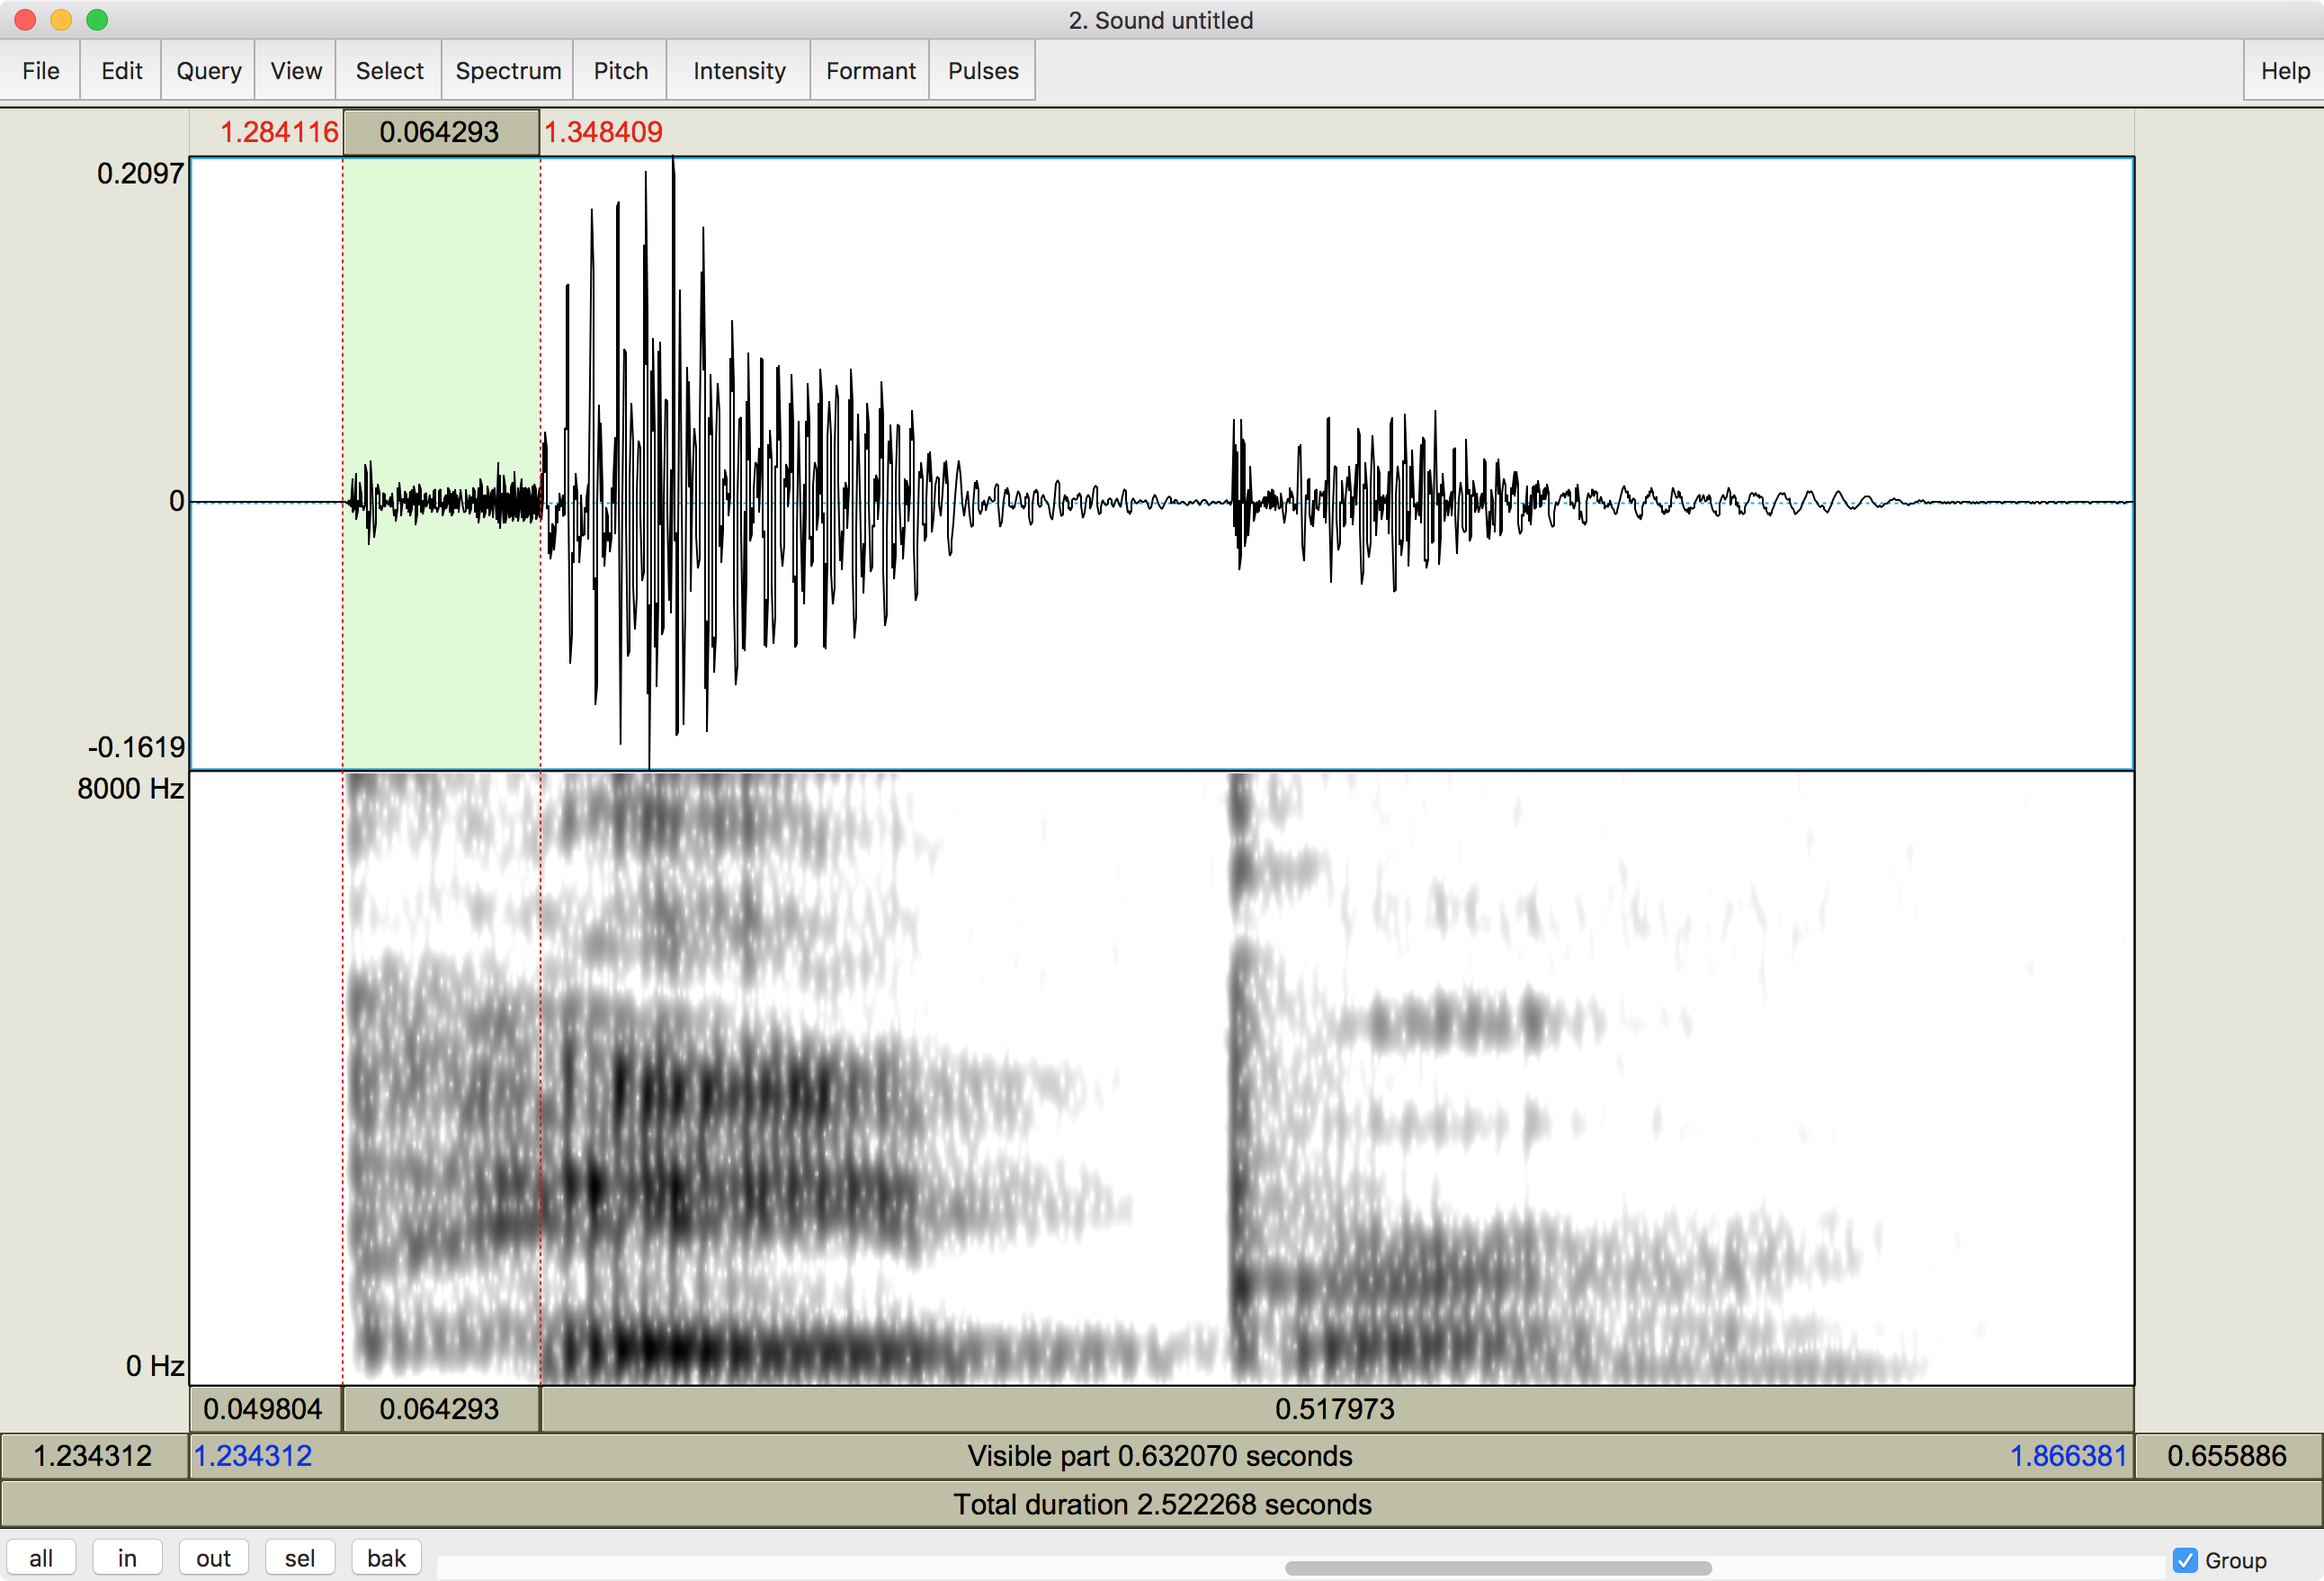 2. Sound untitled
File Edit Query View Select Spectrum Pitch Intensity Formant Pulses Help
1.284116 0.064293 1.348409
0.2097
0
-0.1619
8000 Hz
0 Hz
0.049804 0.064293 0.517973
1.234312 1.234312 Visible part 0.632070 seconds 1.866381 0.655886
Total duration 2.522268 seconds
all in out sel bak Group